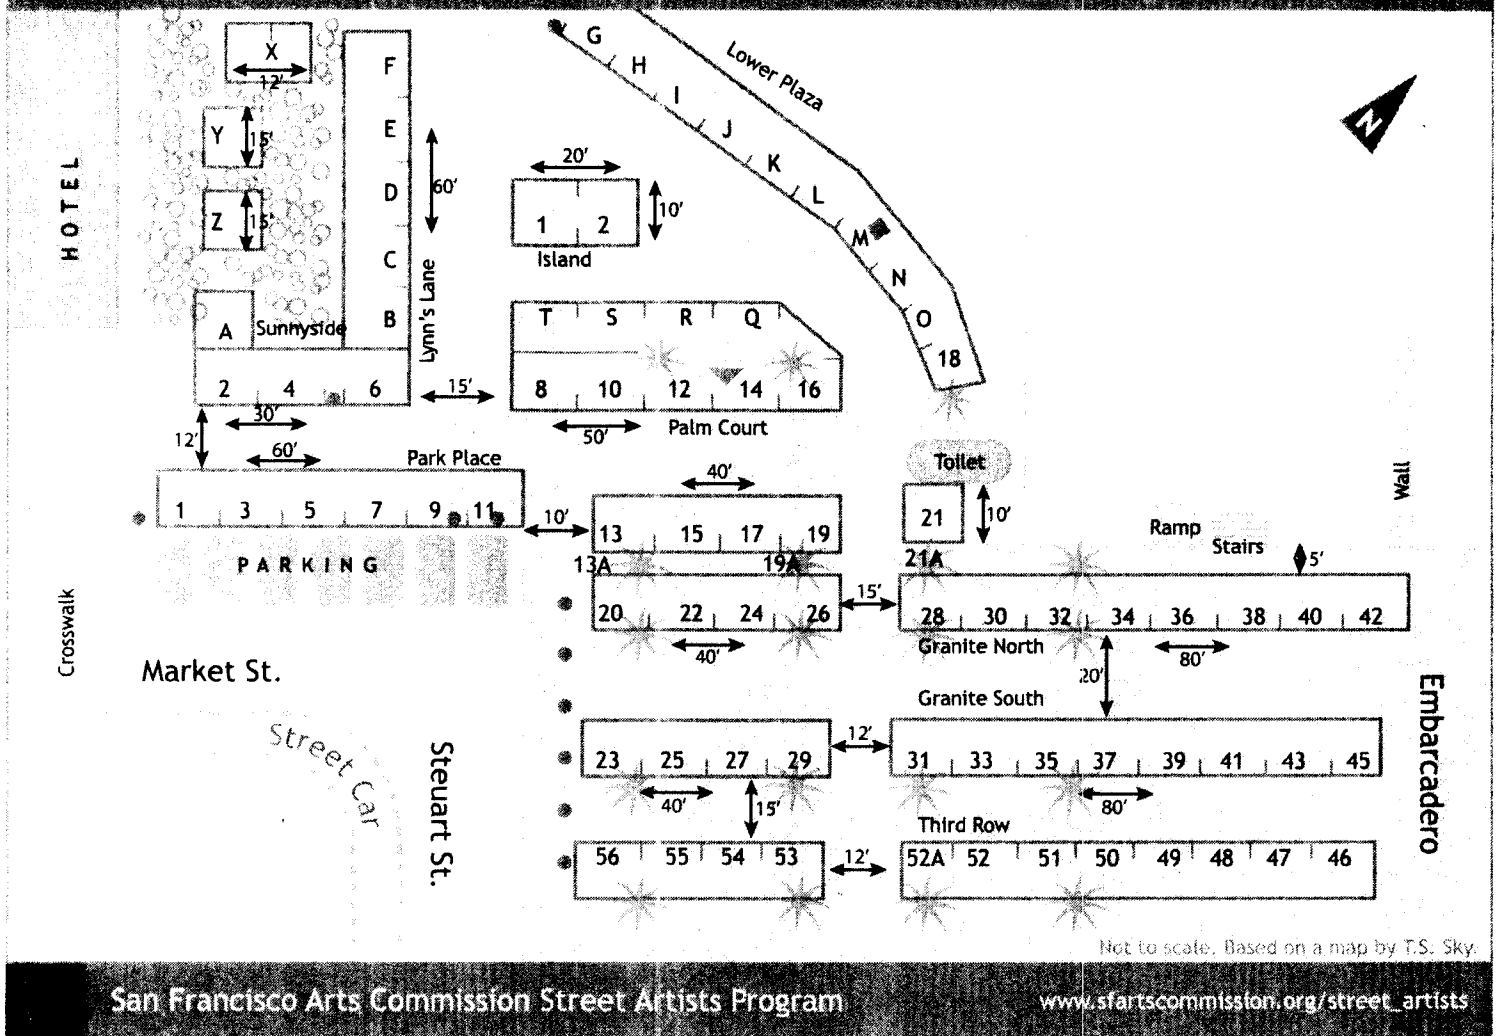 X
12'
F
G
H
Lower Plaza
I
Y
15'
E
J
N
K
HOTEL
D
60'
20'
L
Z
15'
1
2
10'
M
Island
C
N
Lynn's Lane
A
Sunnyside
B
T
S
R
Q
O
18
2
4
6
15'
8
10
12
14
16
30'
50'
Palm Court
12'
60'
Park Place
40'
Toilet
Wall
1
3
5
7
9
11
10'
13
15
17
19
21
10'
Ramp
Stairs
5'
PARKING
13A
19A
21A
15'
20
22
24
26
28
30
32
34
36
38
40
42
Crosswalk
40'
Granite North
80'
Market St.
20'
Granite South
Embarcadero
Street Car
Steuart St.
12'
23
25
27
29
31
33
35
37
39
41
43
45
40'
15'
80'
Third Row
56
55
54
53
12'
52A
52
51
50
49
48
47
46
Not to scale. Based on a map by T.S. Sky.
San Francisco Arts Commission Street Artists Program
www.sfartscommission.org/street_artists